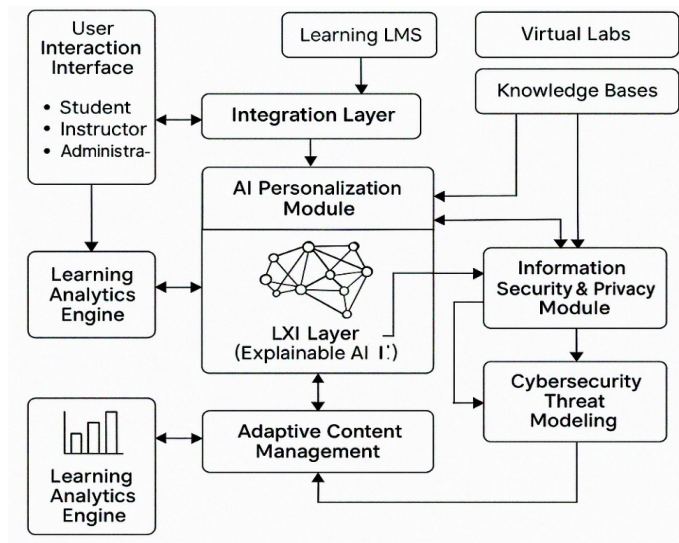 User
Interaction
Interface
• Student
• Instructor
• Administra-
Learning LMS
Virtual Labs
Knowledge Bases
Integration Layer
AI Personalization
Module
LXI Layer
(Explainable AI
Learning
Analytics
Engine
Information
Security & Privacy
Module
Cybersecurity
Threat
Modeling
Adaptive Content
Management
Learning
Analytics
Engine